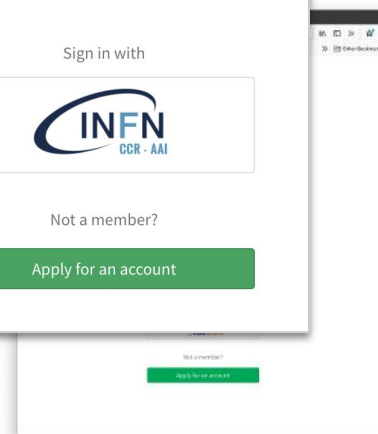 Sign in with
INFN
CCR - AAI
Not a member?
Apply for an account
Other Bookmar
Not a member?
Apply for an account